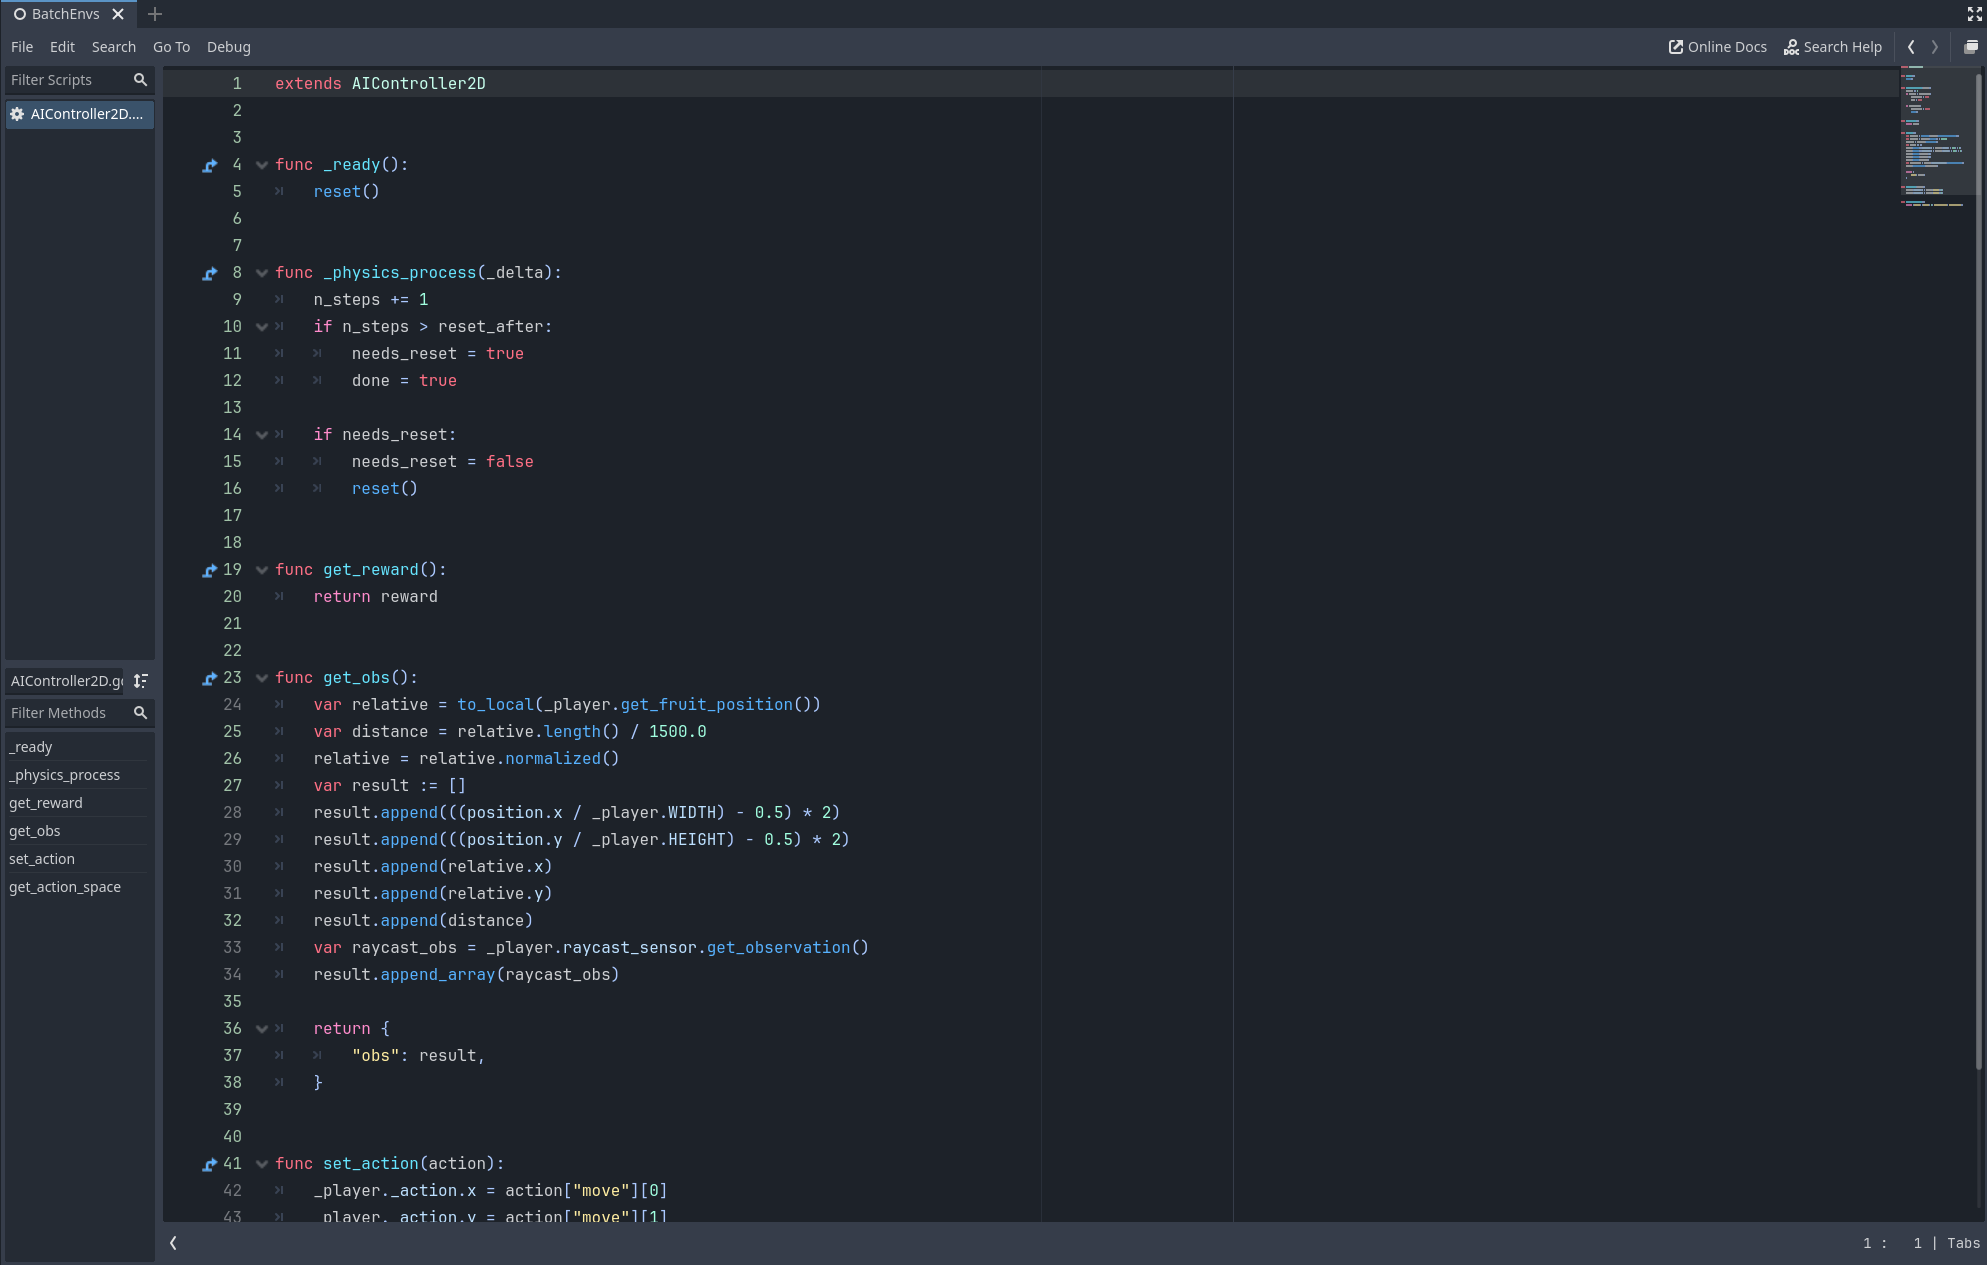 BatchEnvs
File Edit Search Go To Debug
Online Docs Search Help
Filter Scripts
AIController2D....
AIController2D.g
Filter Methods
_ready
_physics_process
get_reward
get_obs
set_action
get_action_space
1 extends AIController2D
2
3
4 func _ready():
5 reset()
6
7
8 func _physics_process(_delta):
9 n_steps += 1
10 if n_steps > reset_after:
11 needs_reset = true
12 done = true
13
14 if needs_reset:
15 needs_reset = false
16 reset()
17
18
19 func get_reward():
20 return reward
21
22
23 func get_obs():
24 var relative = to_local(_player.get_fruit_position())
25 var distance = relative.length() / 1500.0
26 relative = relative.normalized()
27 var result := []
28 result.append(((position.x / _player.WIDTH) - 0.5) * 2)
29 result.append(((position.y / _player.HEIGHT) - 0.5) * 2)
30 result.append(relative.x)
31 result.append(relative.y)
32 result.append(distance)
33 var raycast_obs = _player.raycast_sensor.get_observation()
34 result.append_array(raycast_obs)
35
36 return {
37 "obs": result,
38 }
39
40
41 func set_action(action):
42 _player._action.x = action["move"][0]
43 _player._action.y = action["move"][1]
1 : 1 | Tabs